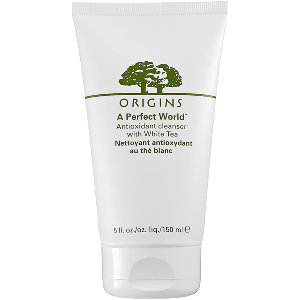 ORIGINS
A Perfect World™
Antioxidant cleanser
with White Tea
Nettoyant antioxydant
au thé blanc
5 fl. oz./oz. liq./150 ml ℮